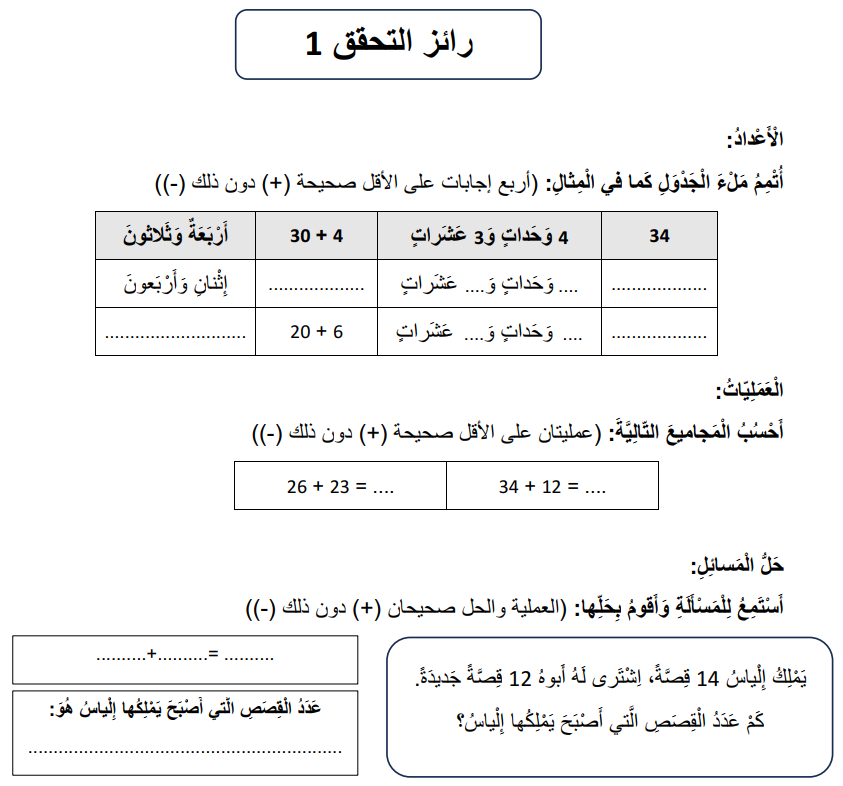 رائز التحقق 1
الْأَعْدادُ:
أُتْمِمُ مَلْءَ الْجَدْوَلِ كَما في الْمِثالِ: (أربع إجابات على الأقل صحيحة (+) دون ذلك (-))
34 | 4 وَحَداتٍ وَ3 عَشَراتٍ | 30 + 4 | أَرْبَعَةٌ وَثَلاثونَ
................... | .... وَحَداتٍ وَ.... عَشَراتٍ | ................... | إِثْنانِ وَأَرْبَعونَ
................... | .... وَحَداتٍ وَ.... عَشَراتٍ | 20 + 6 | ............................
الْعَمَلِيّاتُ:
أَحْسُبُ الْمَجاميعَ التّالِيَّةَ: (عمليتان على الأقل صحيحة (+) دون ذلك (-))
34 + 12 = .... | 26 + 23 = ....
حَلُّ الْمَسائِلِ:
أَسْتَمِعُ لِلْمَسْأَلَةِ وَأَقومُ بِحَلِّها: (العملية والحل صحيحان (+) دون ذلك (-))
يَمْلِكُ إِلْياسُ 14 قِصَّةً، اِشْتَرى لَهُ أَبوهُ 12 قِصَّةً جَديدَةً.
كَمْ عَدَدُ الْقِصَصِ الَّتي أَصْبَحَ يَمْلِكُها إِلْياسُ؟
..........+..........= ..........
عَدَدُ الْقِصَصِ الَّتي أَصْبَحَ يَمْلِكُها إِلْياسُ هُوَ:
.........................................................